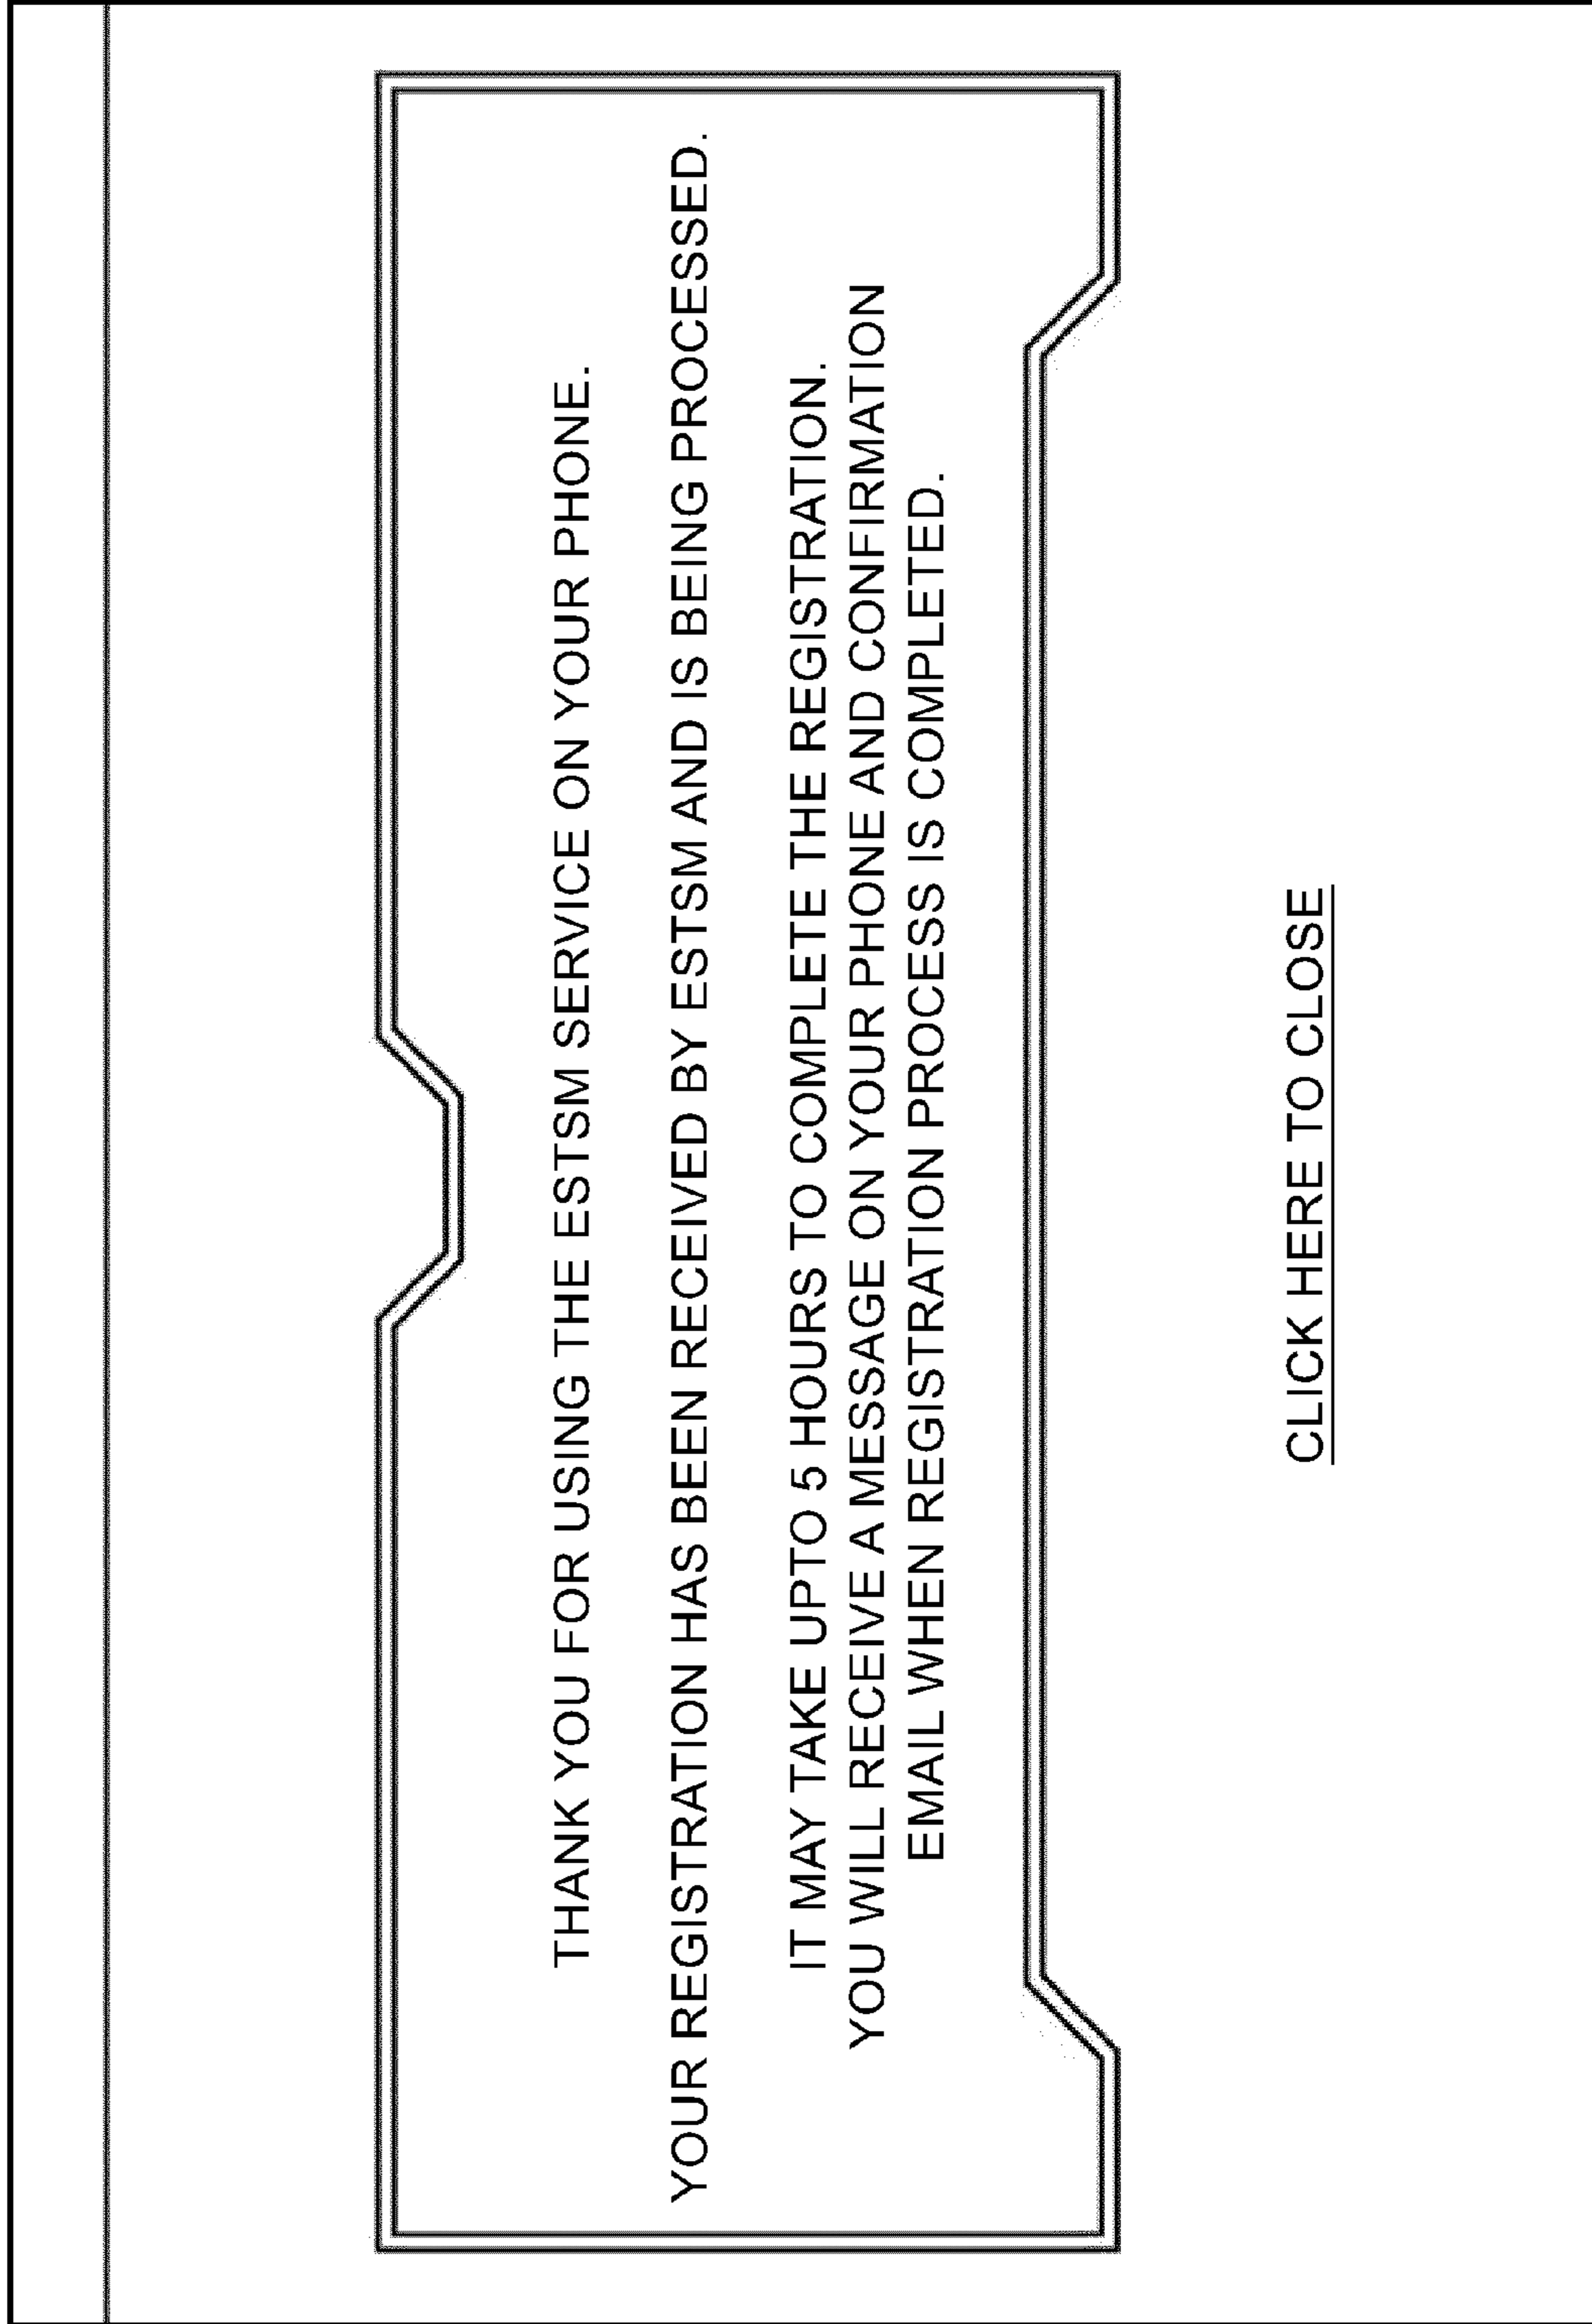 THANK YOU FOR USING THE ESTSM SERVICE ON YOUR PHONE.
YOUR REGISTRATION HAS BEEN RECEIVED BY ESTSM AND IS BEING PROCESSED.
IT MAY TAKE UPTO 5 HOURS TO COMPLETE THE REGISTRATION.
YOU WILL RECEIVE A MESSAGE ON YOUR PHONE AND CONFIRMATION
EMAIL WHEN REGISTRATION PROCESS IS COMPLETED.
CLICK HERE TO CLOSE